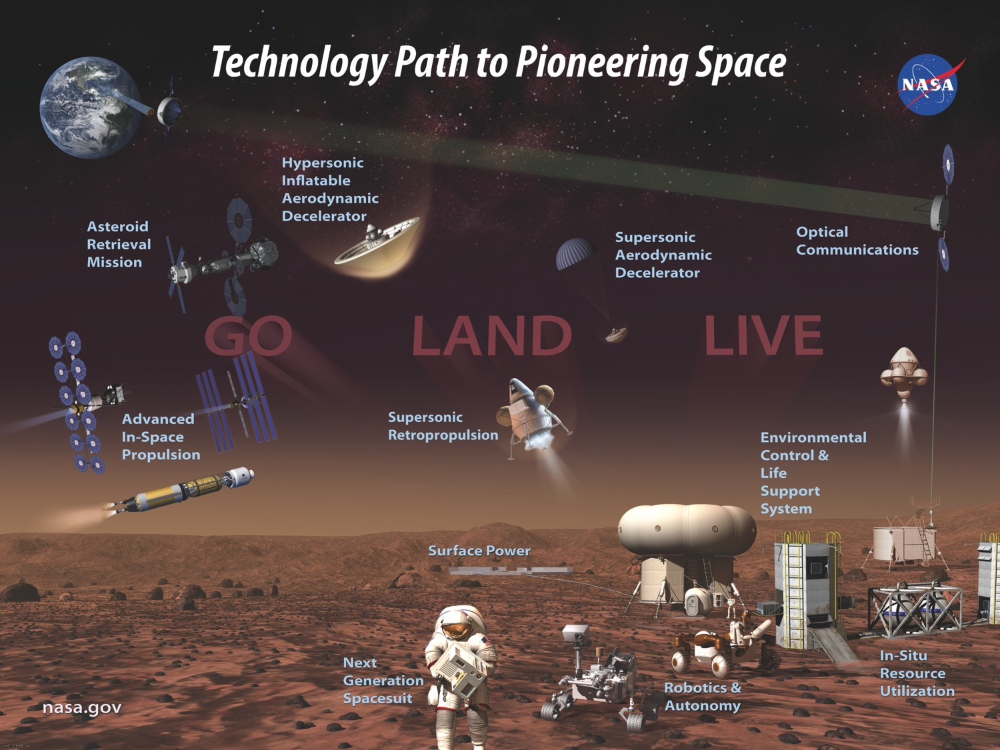 Technology Path to Pioneering Space
NASA
Hypersonic
Inflatable
Aerodynamic
Decelerator
Asteroid
Retrieval
Mission
Supersonic
Aerodynamic
Decelerator
Optical
Communications
GO
LAND
LIVE
Advanced
In-Space
Propulsion
Supersonic
Retropropulsion
Environmental
Control &
Life
Support
System
Surface Power
Next
Generation
Spacesuit
Robotics &
Autonomy
In-Situ
Resource
Utilization
nasa.gov